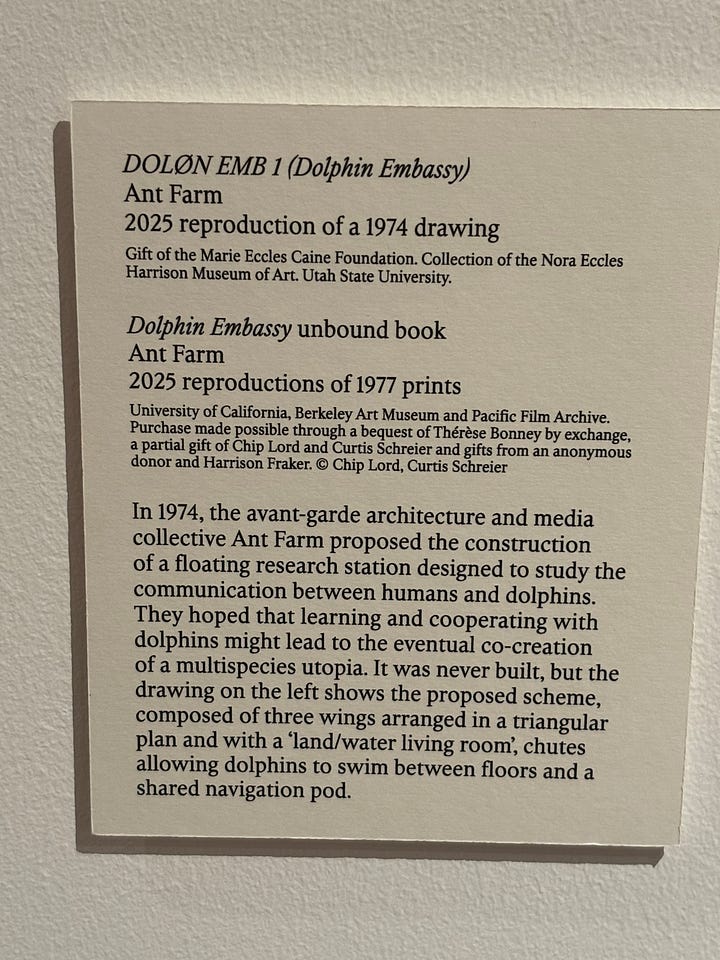 DOLØN EMB 1 (Dolphin Embassy)
Ant Farm
2025 reproduction of a 1974 drawing
Gift of the Marie Eccles Caine Foundation. Collection of the Nora Eccles
Harrison Museum of Art. Utah State University.
Dolphin Embassy unbound book
Ant Farm
2025 reproductions of 1977 prints
University of California, Berkeley Art Museum and Pacific Film Archive.
Purchase made possible through a bequest of Thérèse Bonney by exchange,
a partial gift of Chip Lord and Curtis Schreier and gifts from an anonymous
donor and Harrison Fraker. © Chip Lord, Curtis Schreier
In 1974, the avant-garde architecture and media
collective Ant Farm proposed the construction
of a floating research station designed to study the
communication between humans and dolphins.
They hoped that learning and cooperating with
dolphins might lead to the eventual co-creation
of a multispecies utopia. It was never built, but the
drawing on the left shows the proposed scheme,
composed of three wings arranged in a triangular
plan and with a ‘land/water living room’, chutes
allowing dolphins to swim between floors and a
shared navigation pod.